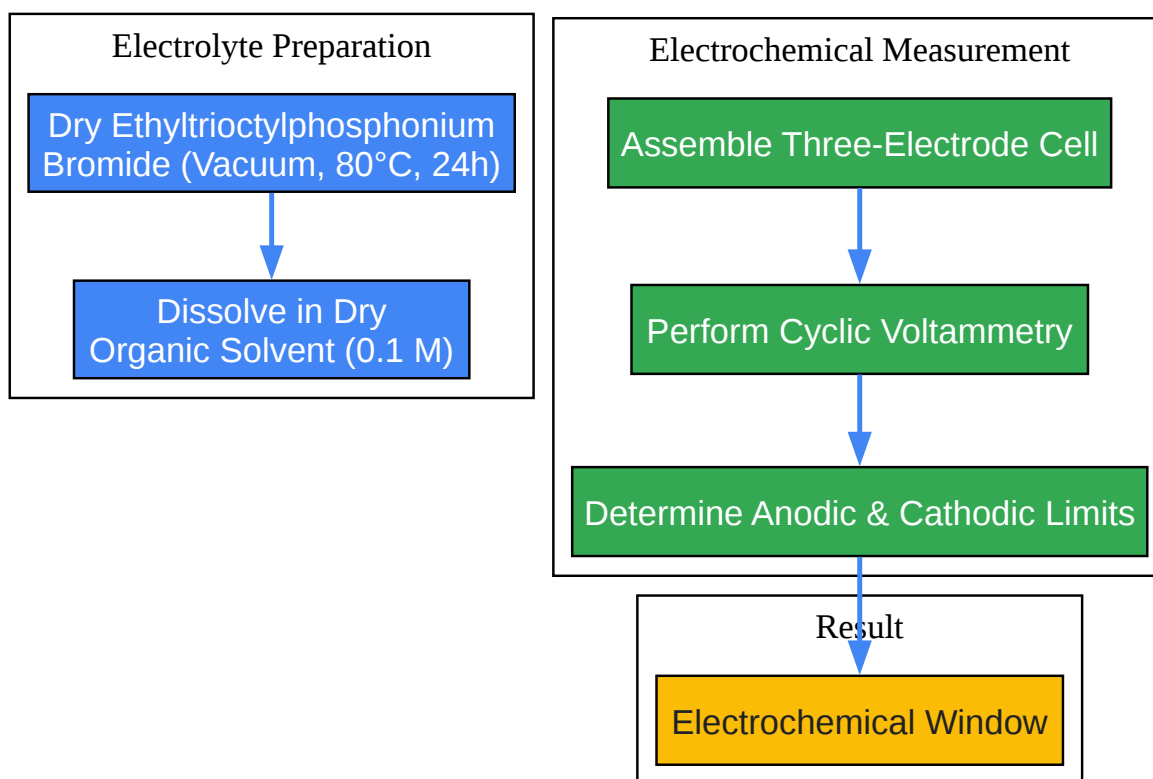 Electrolyte Preparation
Dry Ethyltrioctylphosphonium
Bromide (Vacuum, 80°C, 24h)
Dissolve in Dry
Organic Solvent (0.1 M)
Electrochemical Measurement
Assemble Three-Electrode Cell
Perform Cyclic Voltammetry
Determine Anodic & Cathodic Limits
Result
Electrochemical Window